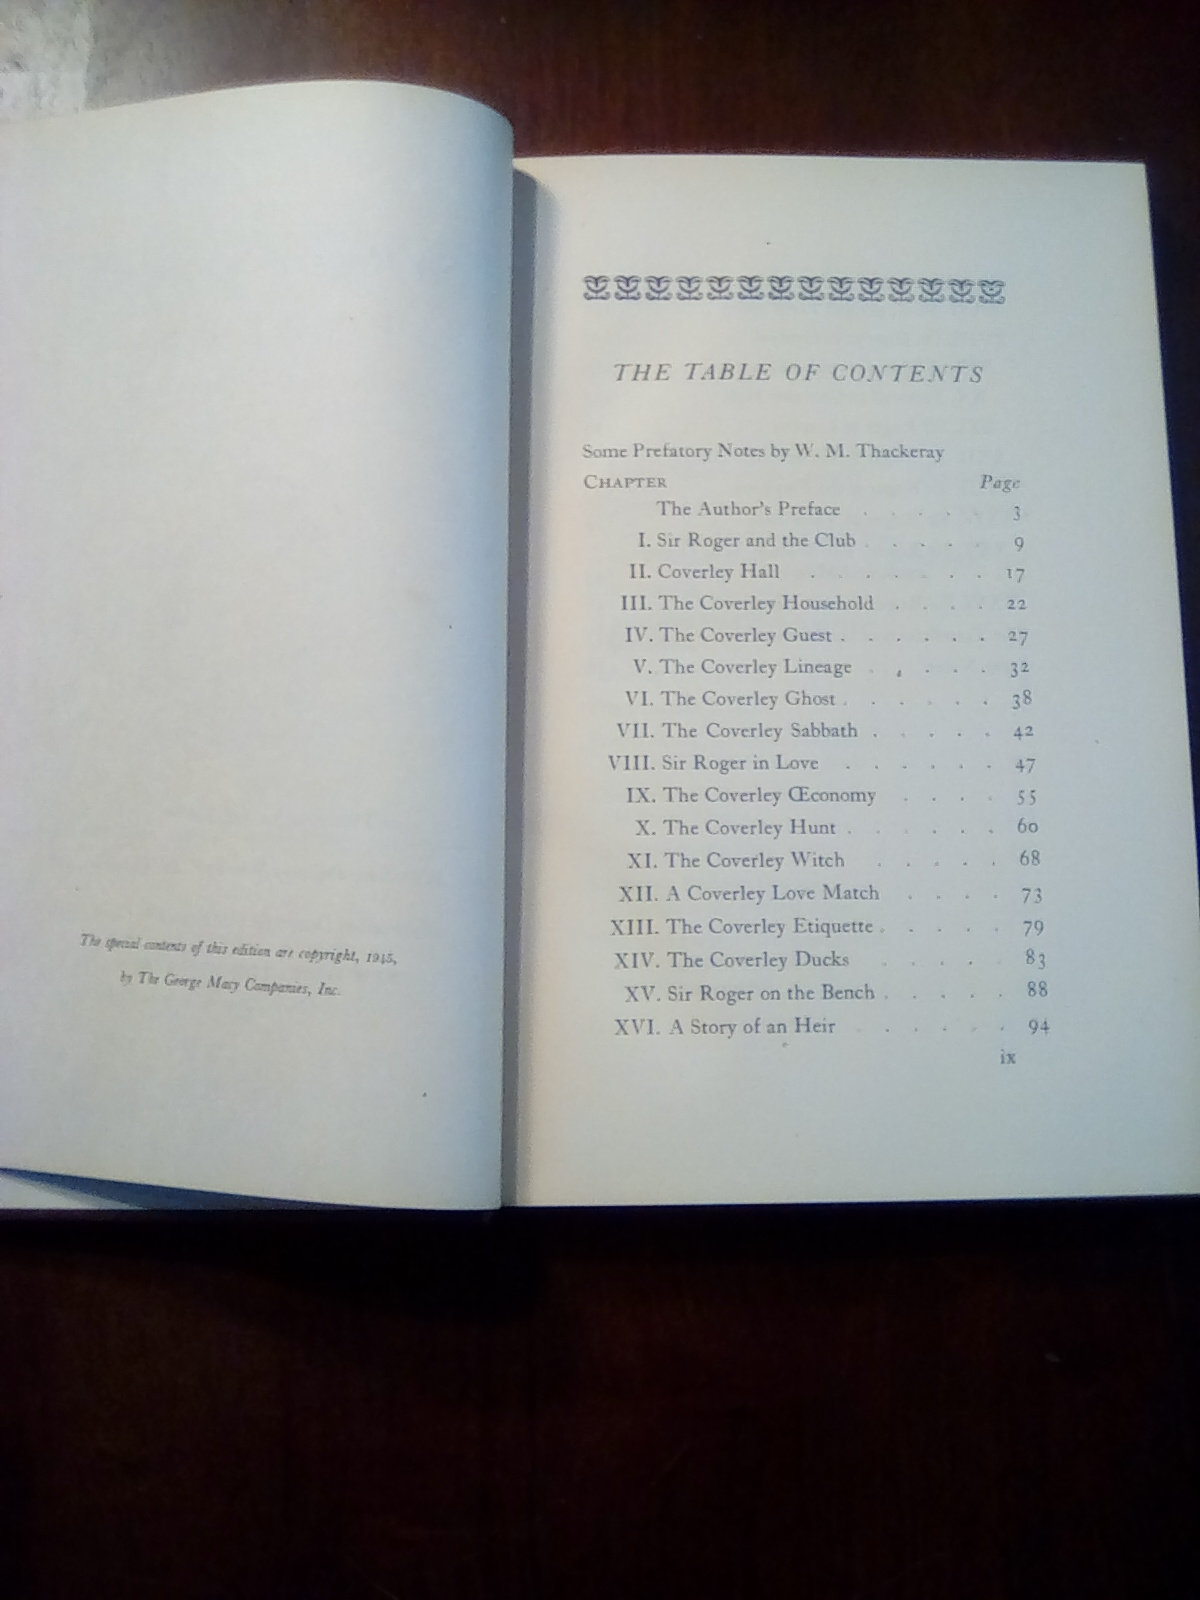 The special contents of this edition are copyright, 1945,
by The George Macy Companies, Inc.
THE TABLE OF CONTENTS
Some Prefatory Notes by W. M. Thackeray
CHAPTER Page
The Author's Preface . . . . . 3
I. Sir Roger and the Club . . . . 9
II. Coverley Hall . . . . . . 17
III. The Coverley Household . . . . 22
IV. The Coverley Guest . . . . . . 27
V. The Coverley Lineage . . . . . 32
VI. The Coverley Ghost . . . . . . 38
VII. The Coverley Sabbath . . . . . 42
VIII. Sir Roger in Love . . . . . . 47
IX. The Coverley Œconomy . . . . 55
X. The Coverley Hunt . . . . . . 60
XI. The Coverley Witch . . . . . 68
XII. A Coverley Love Match . . . . 73
XIII. The Coverley Etiquette . . . . . 79
XIV. The Coverley Ducks . . . . . 83
XV. Sir Roger on the Bench . . . . . 88
XVI. A Story of an Heir . . . . . 94
ix